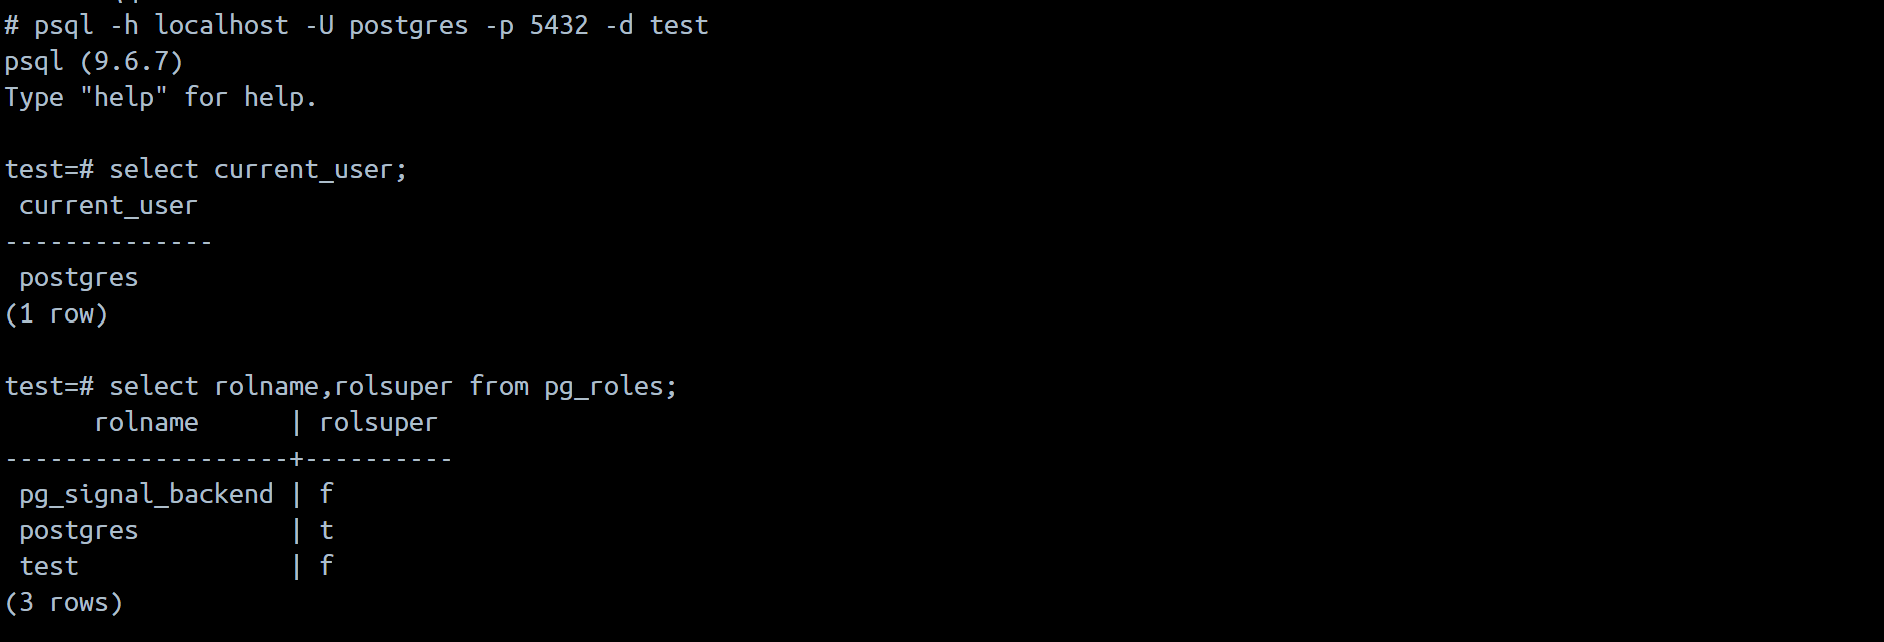 # psql -h localhost -U postgres -p 5432 -d test
psql (9.6.7)
Type "help" for help.

test=# select current_user;
 current_user
--------------
 postgres
(1 row)

test=# select rolname,rolsuper from pg_roles;
      rolname      | rolsuper
-------------------+----------
 pg_signal_backend | f
 postgres          | t
 test              | f
(3 rows)